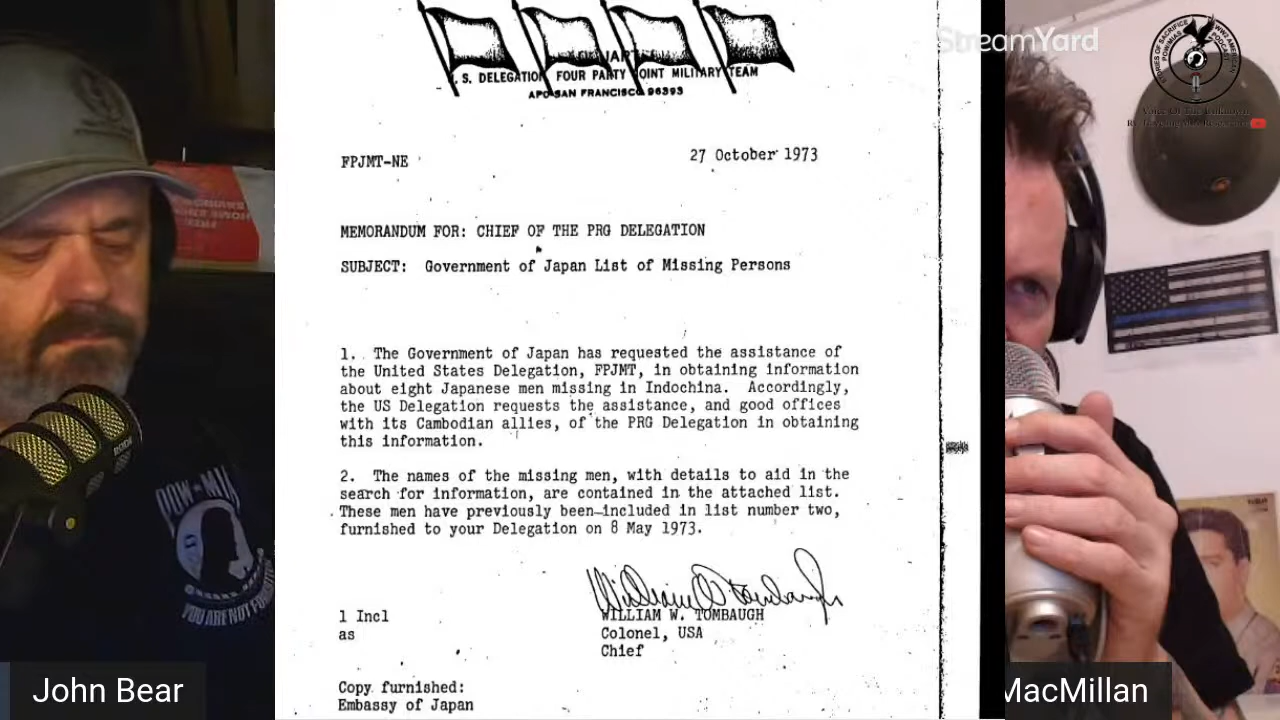 U.S. DELEGATION FOUR PARTY JOINT MILITARY TEAM
APO SAN FRANCISCO 96393
FPJMT-NE
27 October 1973
MEMORANDUM FOR: CHIEF OF THE PRG DELEGATION
SUBJECT: Government of Japan List of Missing Persons
1. The Government of Japan has requested the assistance of
the United States Delegation, FPJMT, in obtaining information
about eight Japanese men missing in Indochina. Accordingly,
the US Delegation requests the assistance, and good offices
with its Cambodian allies, of the PRG Delegation in obtaining
this information.
2. The names of the missing men, with details to aid in the
search for information, are contained in the attached list.
These men have previously been included in list number two,
furnished to your Delegation on 8 May 1973.
William W Tombaugh
1 Incl
as
WILLIAM W. TOMBAUGH
Colonel, USA
Chief
Copy furnished:
Embassy of Japan
StreamYard
POW-MIA
YOU ARE NOT
John Bear
MacMillan